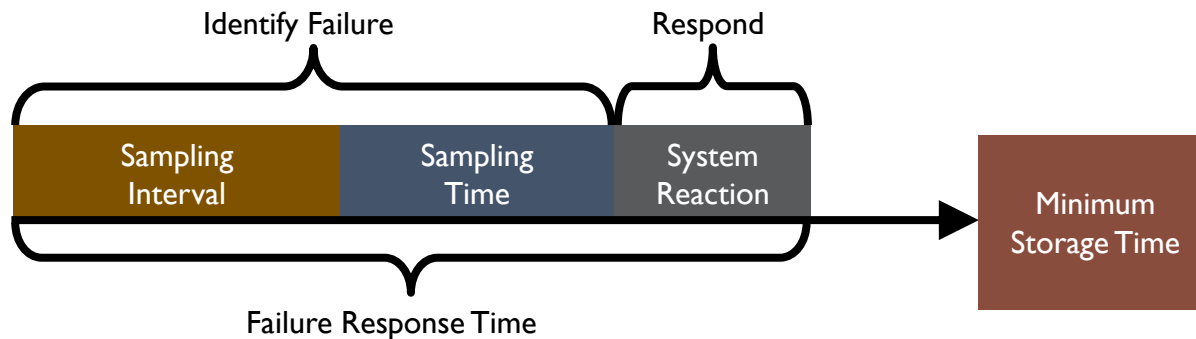 Identify Failure
Respond
Sampling
Interval
Sampling
Time
System
Reaction
Minimum
Storage Time
Failure Response Time